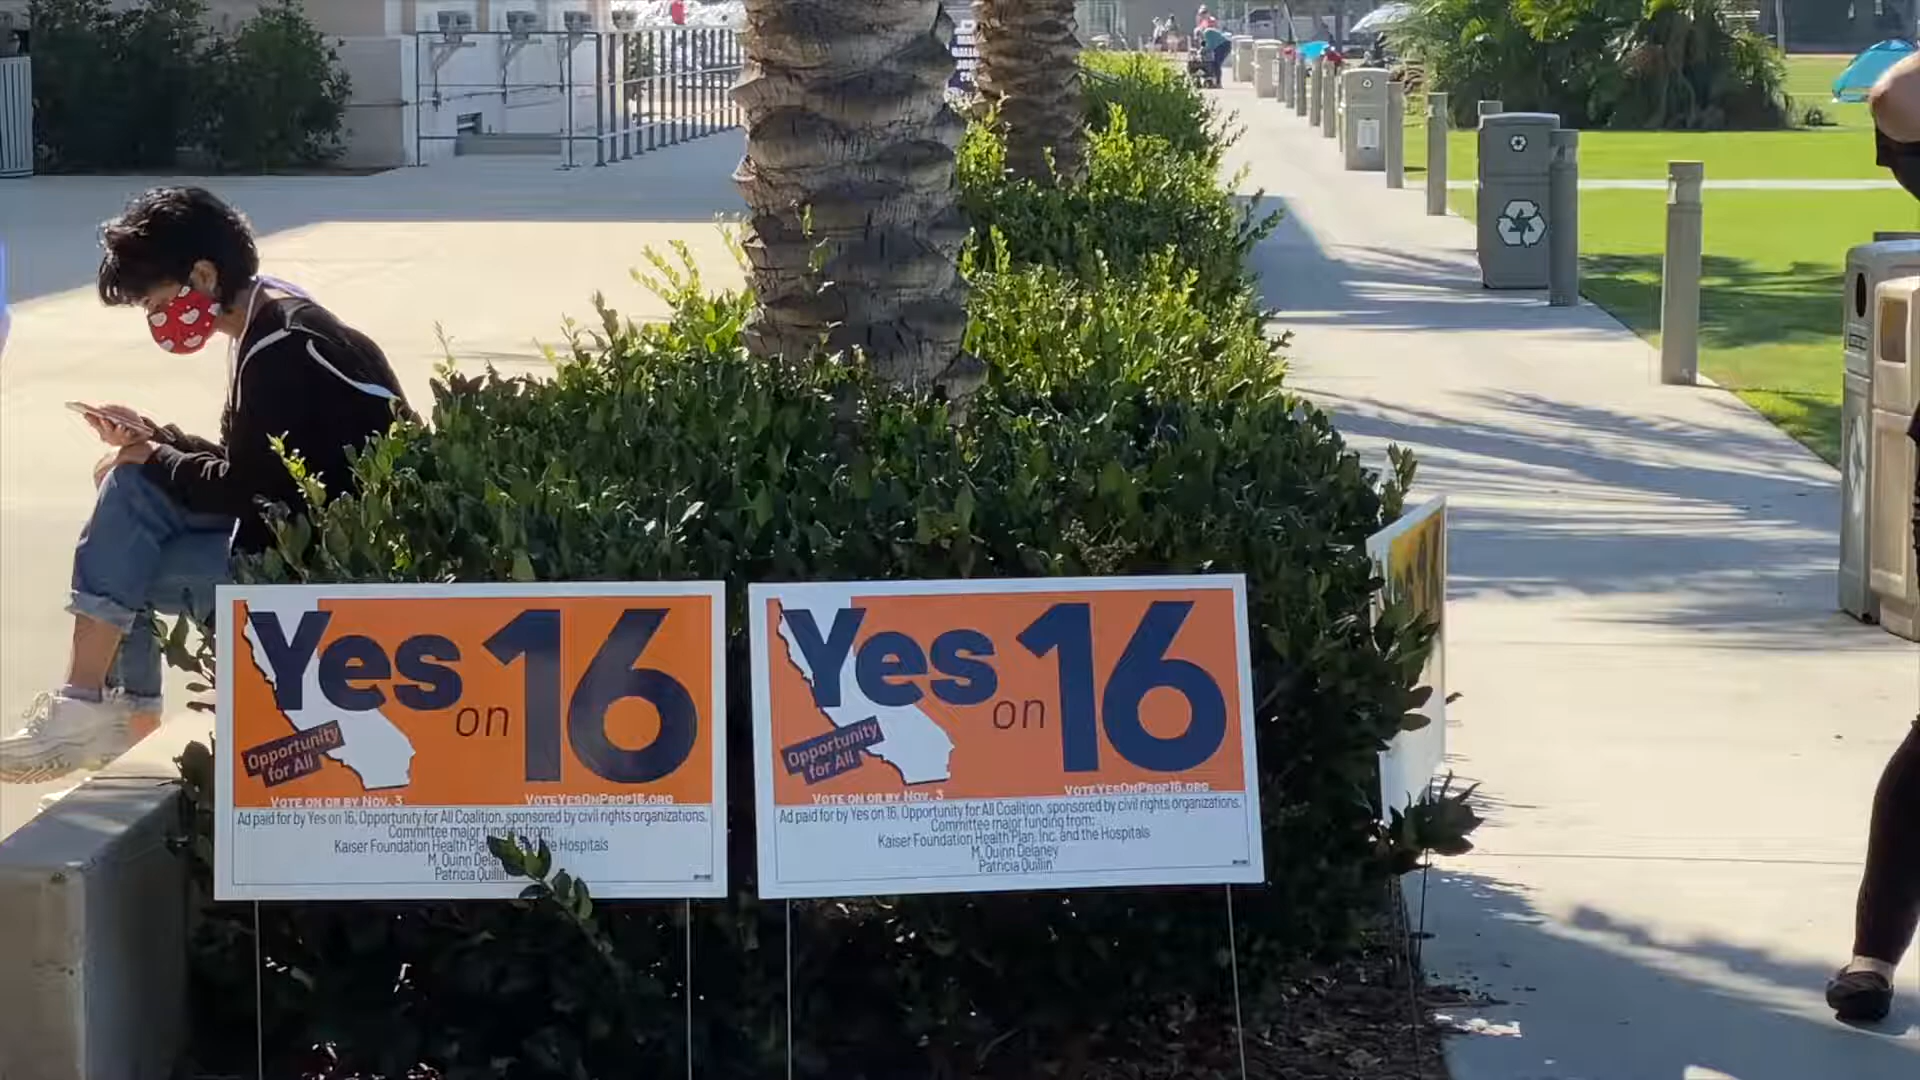 Yes on 16
Opportunity
for All
VOTE ON OR BY NOV. 3 VOTEYESONPROP16.ORG
Ad paid for by Yes on 16, Opportunity for All Coalition, sponsored by civil rights organizations.
Committee major funding from:
Kaiser Foundation Health Plan, and the Hospitals
M. Quinn Dela
Patricia Quillin
Yes on 16
Opportunity
for All
VOTE ON OR BY NOV. 3 VOTEYESONPROP16.ORG
Ad paid for by Yes on 16, Opportunity for All Coalition, sponsored by civil rights organizations.
Committee major funding from:
Kaiser Foundation Health Plan, Inc. and the Hospitals
M. Quinn Delaney
Patricia Quillin